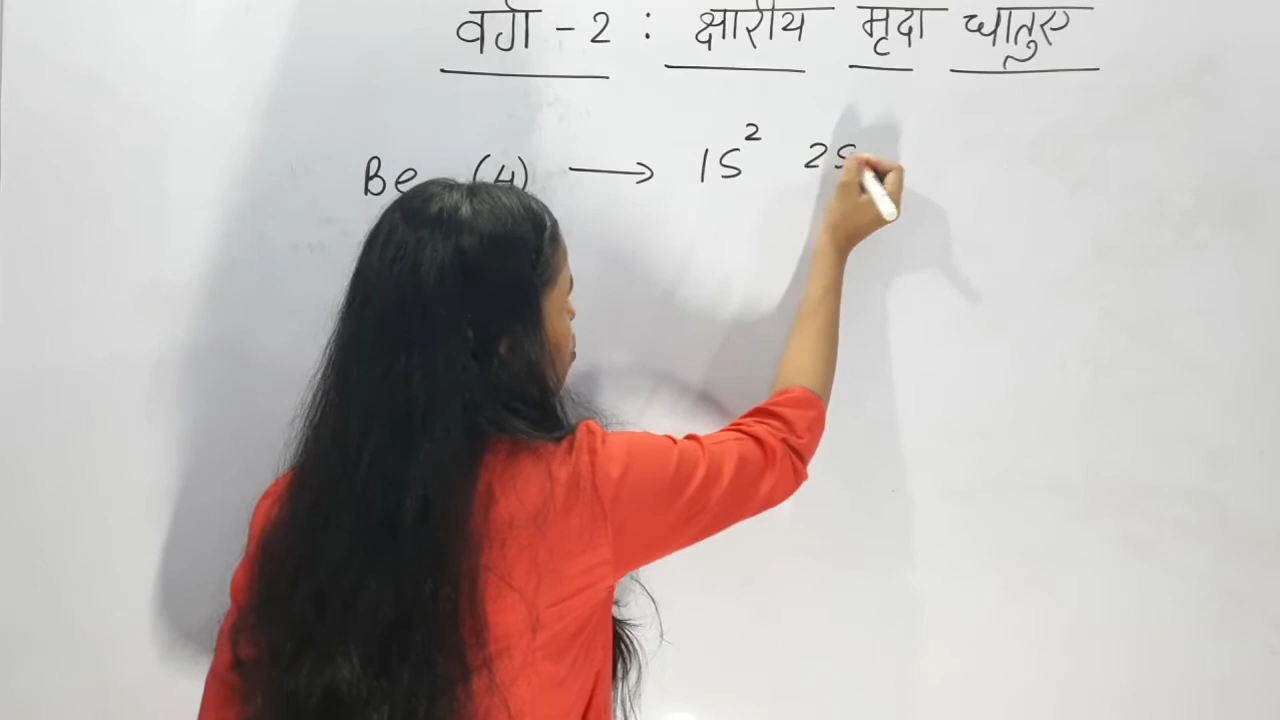 वर्ग - 2 : क्षारीय मृदा धातुए
Be (4) ⟶ 1S² 2S